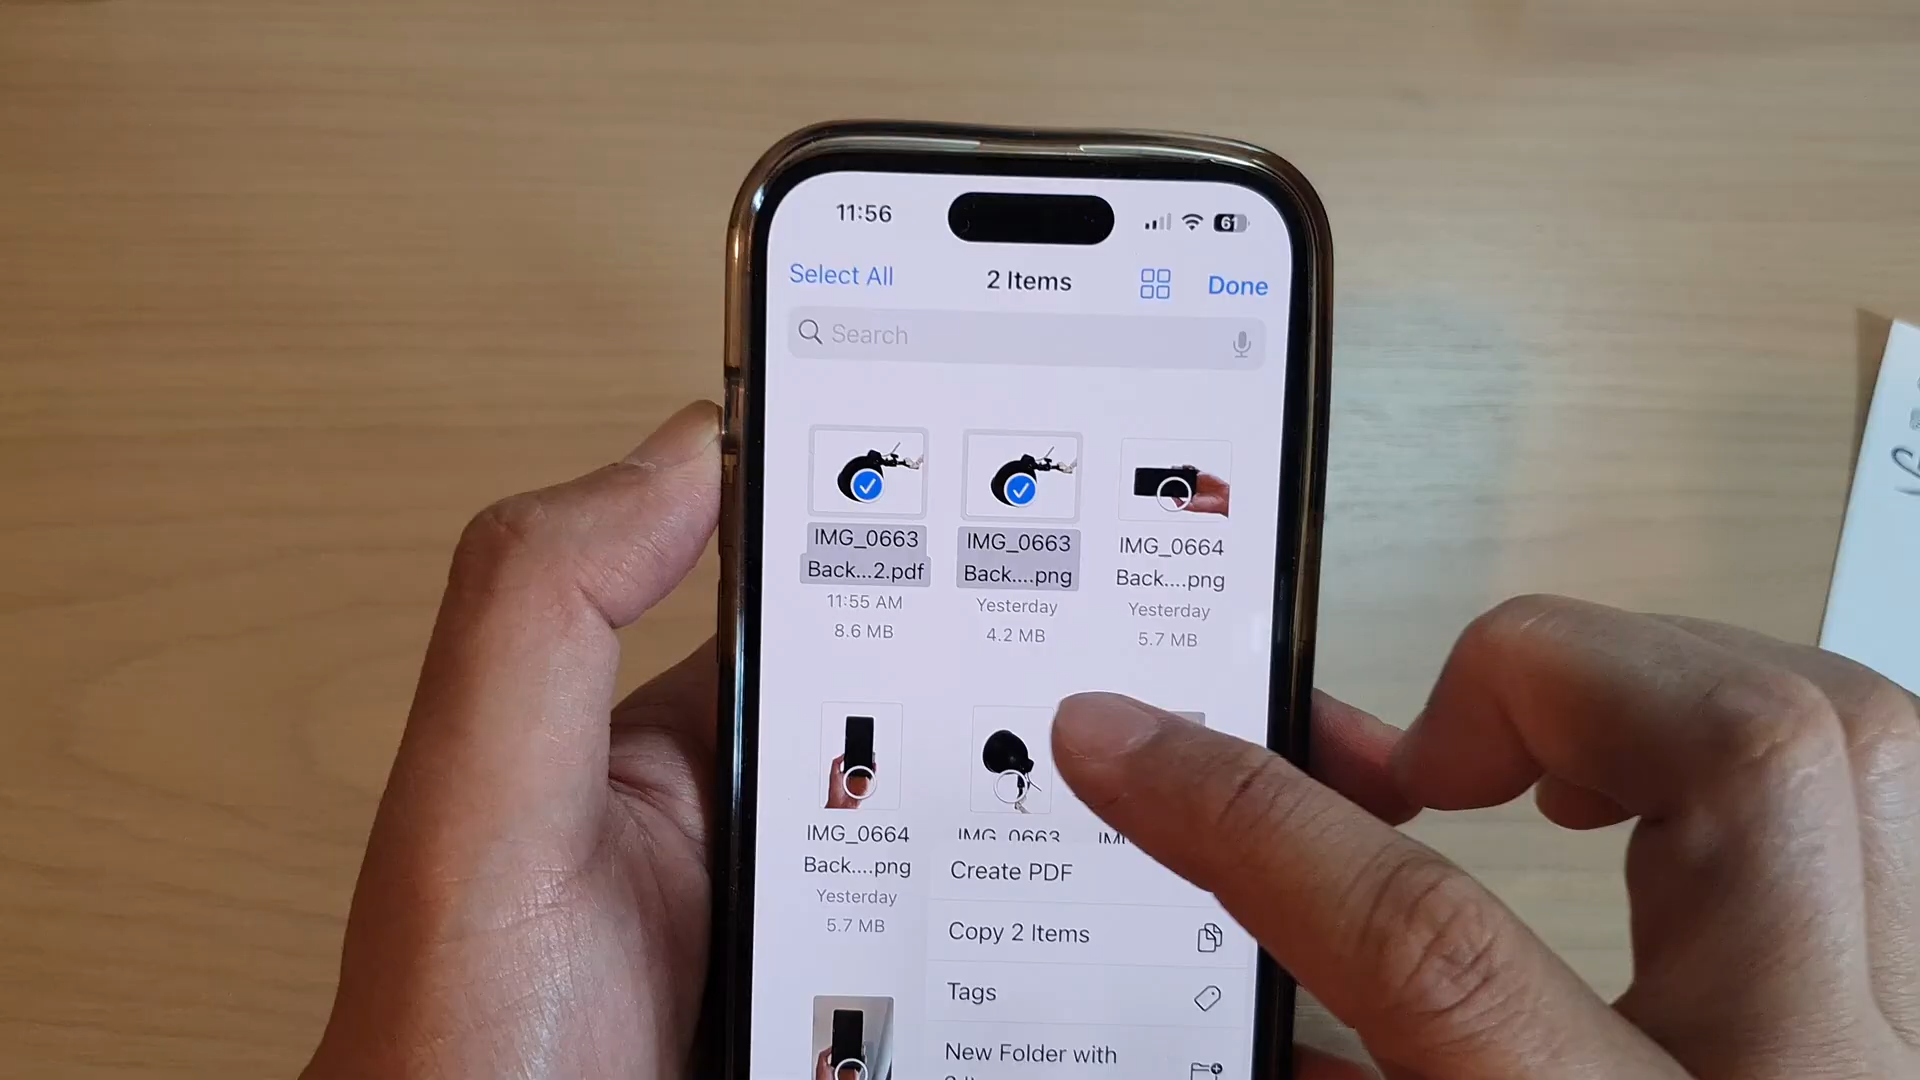 11:56
61
Select All 2 Items Done
Search
IMG_0663
Back...2.pdf
11:55 AM
8.6 MB
IMG_0663
Back....png
Yesterday
4.2 MB
IMG_0664
Back....png
Yesterday
5.7 MB
IMG_0664
Back....png
Yesterday
5.7 MB
IMG_0663
Create PDF
Copy 2 Items
Tags
New Folder with